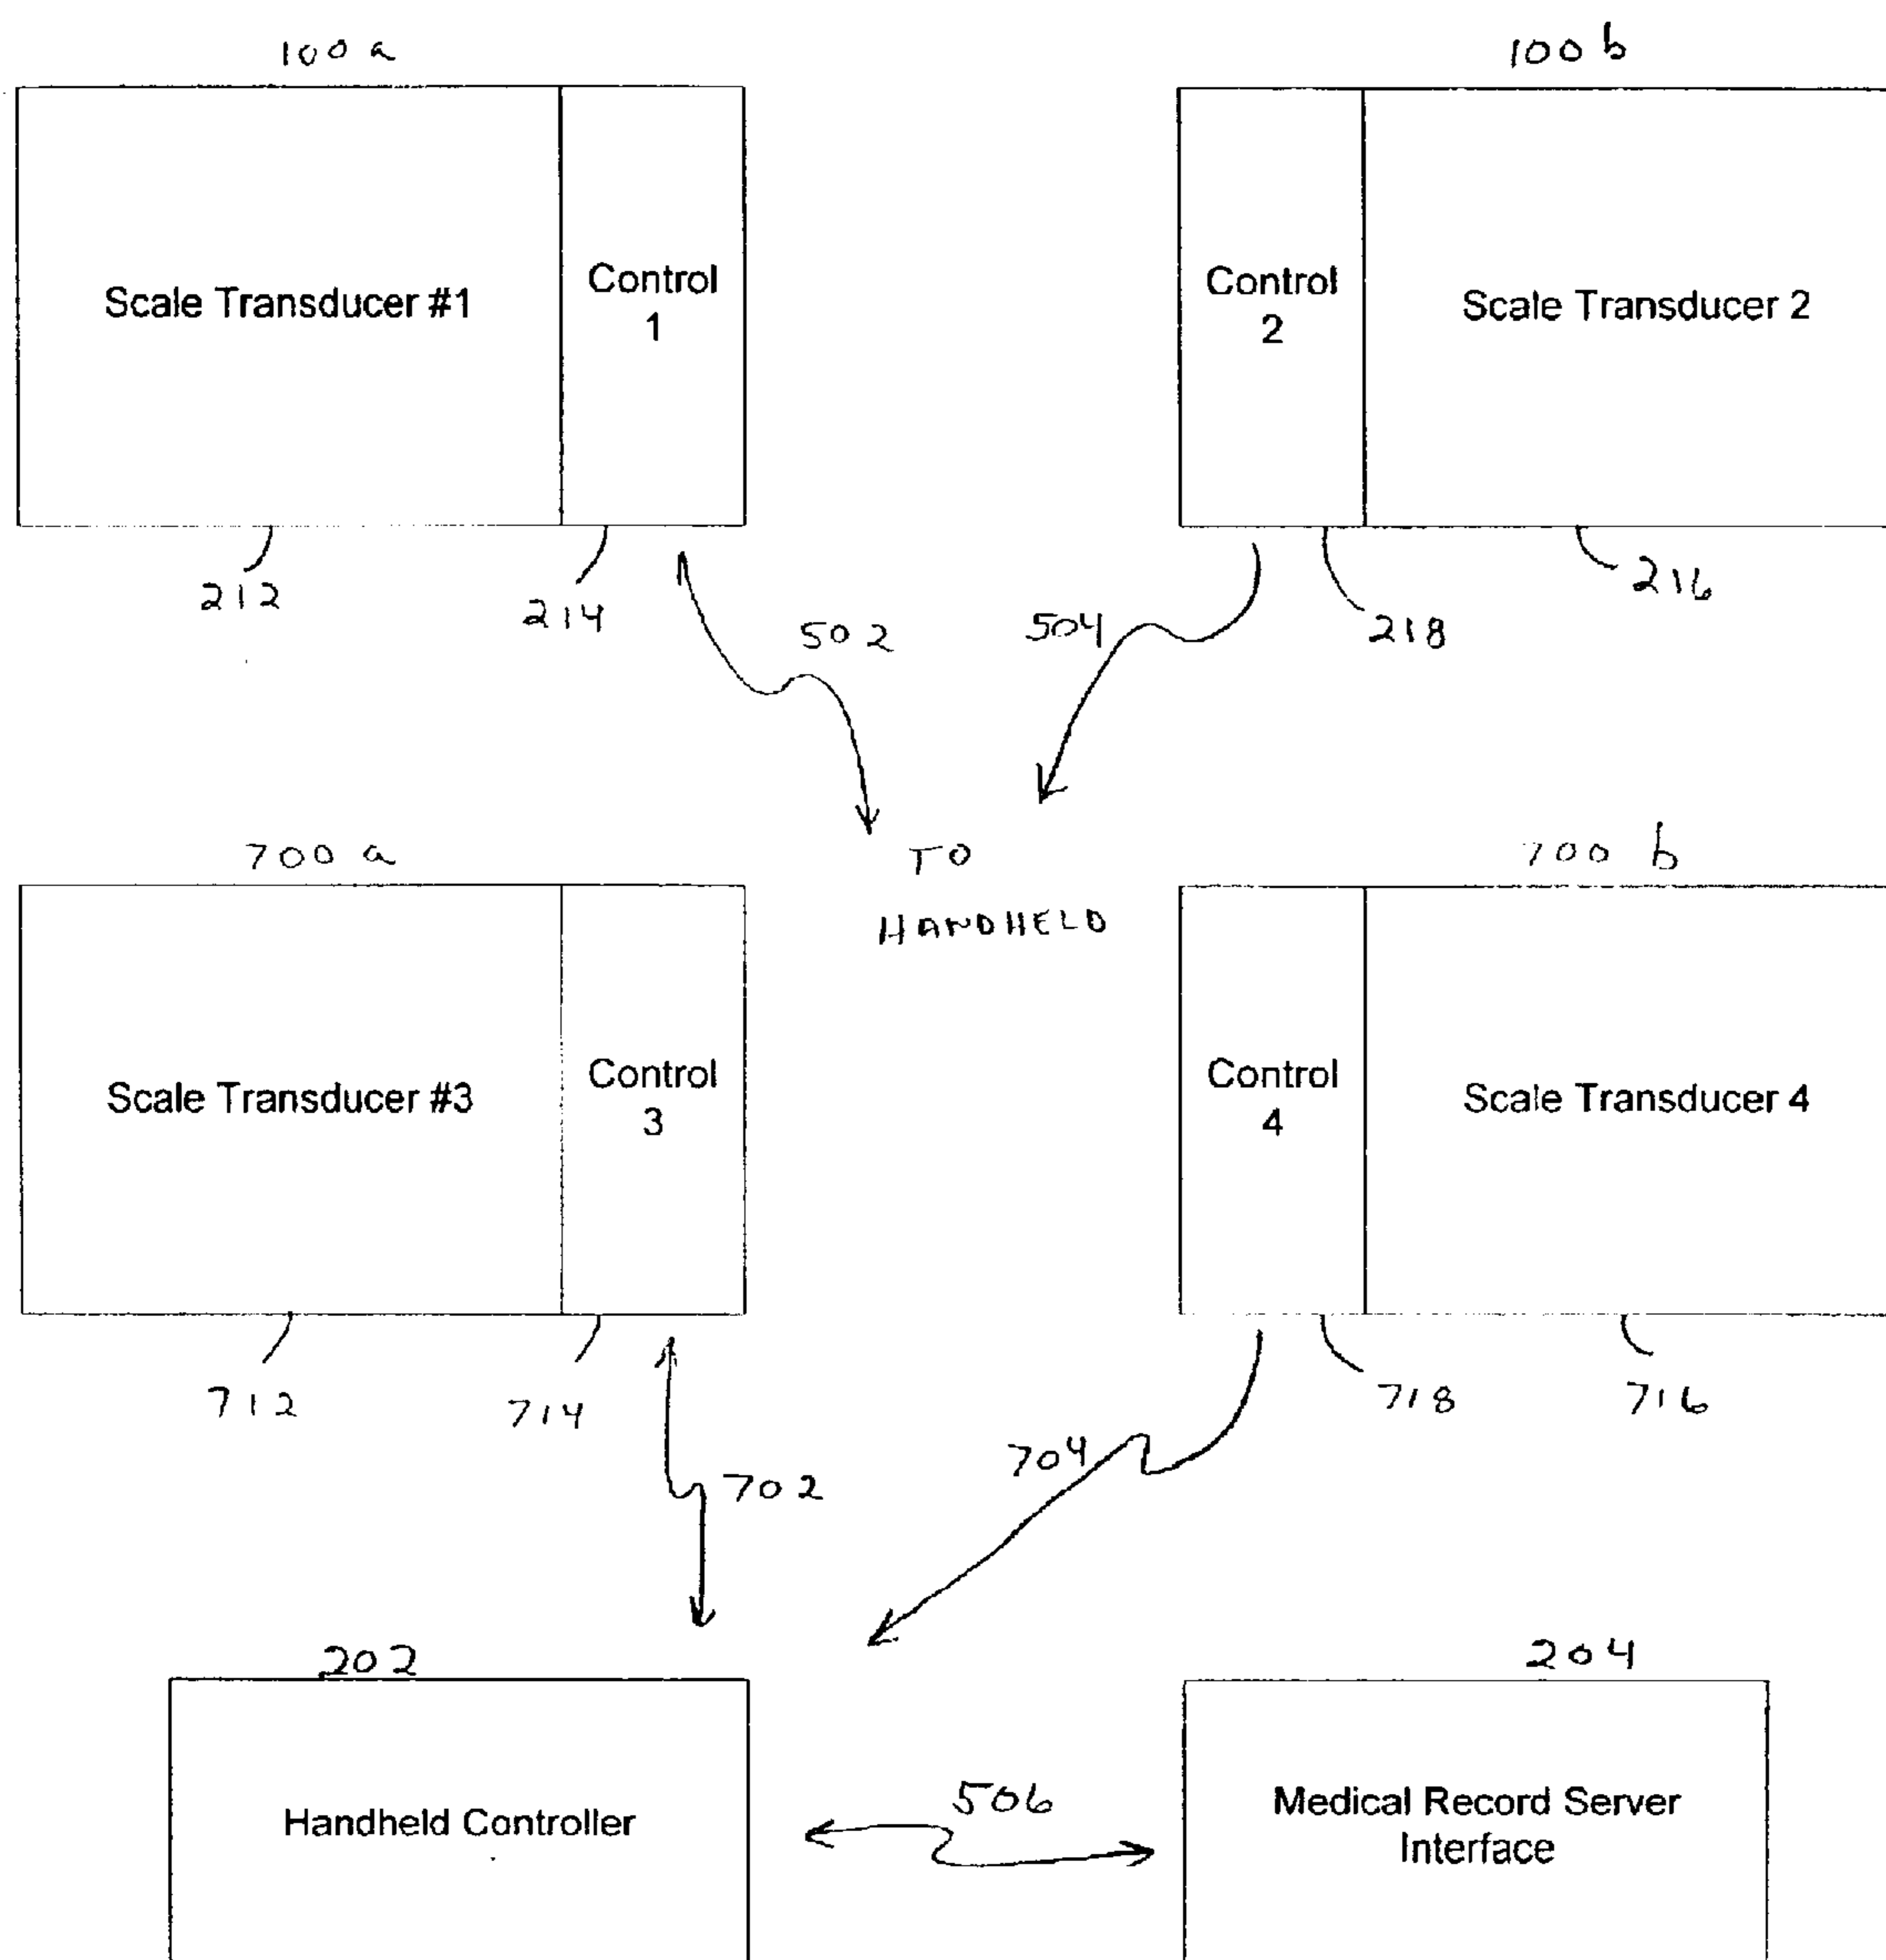 100 a
100 b
Scale Transducer #1
Control
1
Control
2
Scale Transducer 2
212
214
502
504
218
216
700 a
TO
HANDHELD
700 b
Scale Transducer #3
Control
3
Control
4
Scale Transducer 4
712
714
702
704
718
716
202
204
Handheld Controller
506
Medical Record Server
Interface